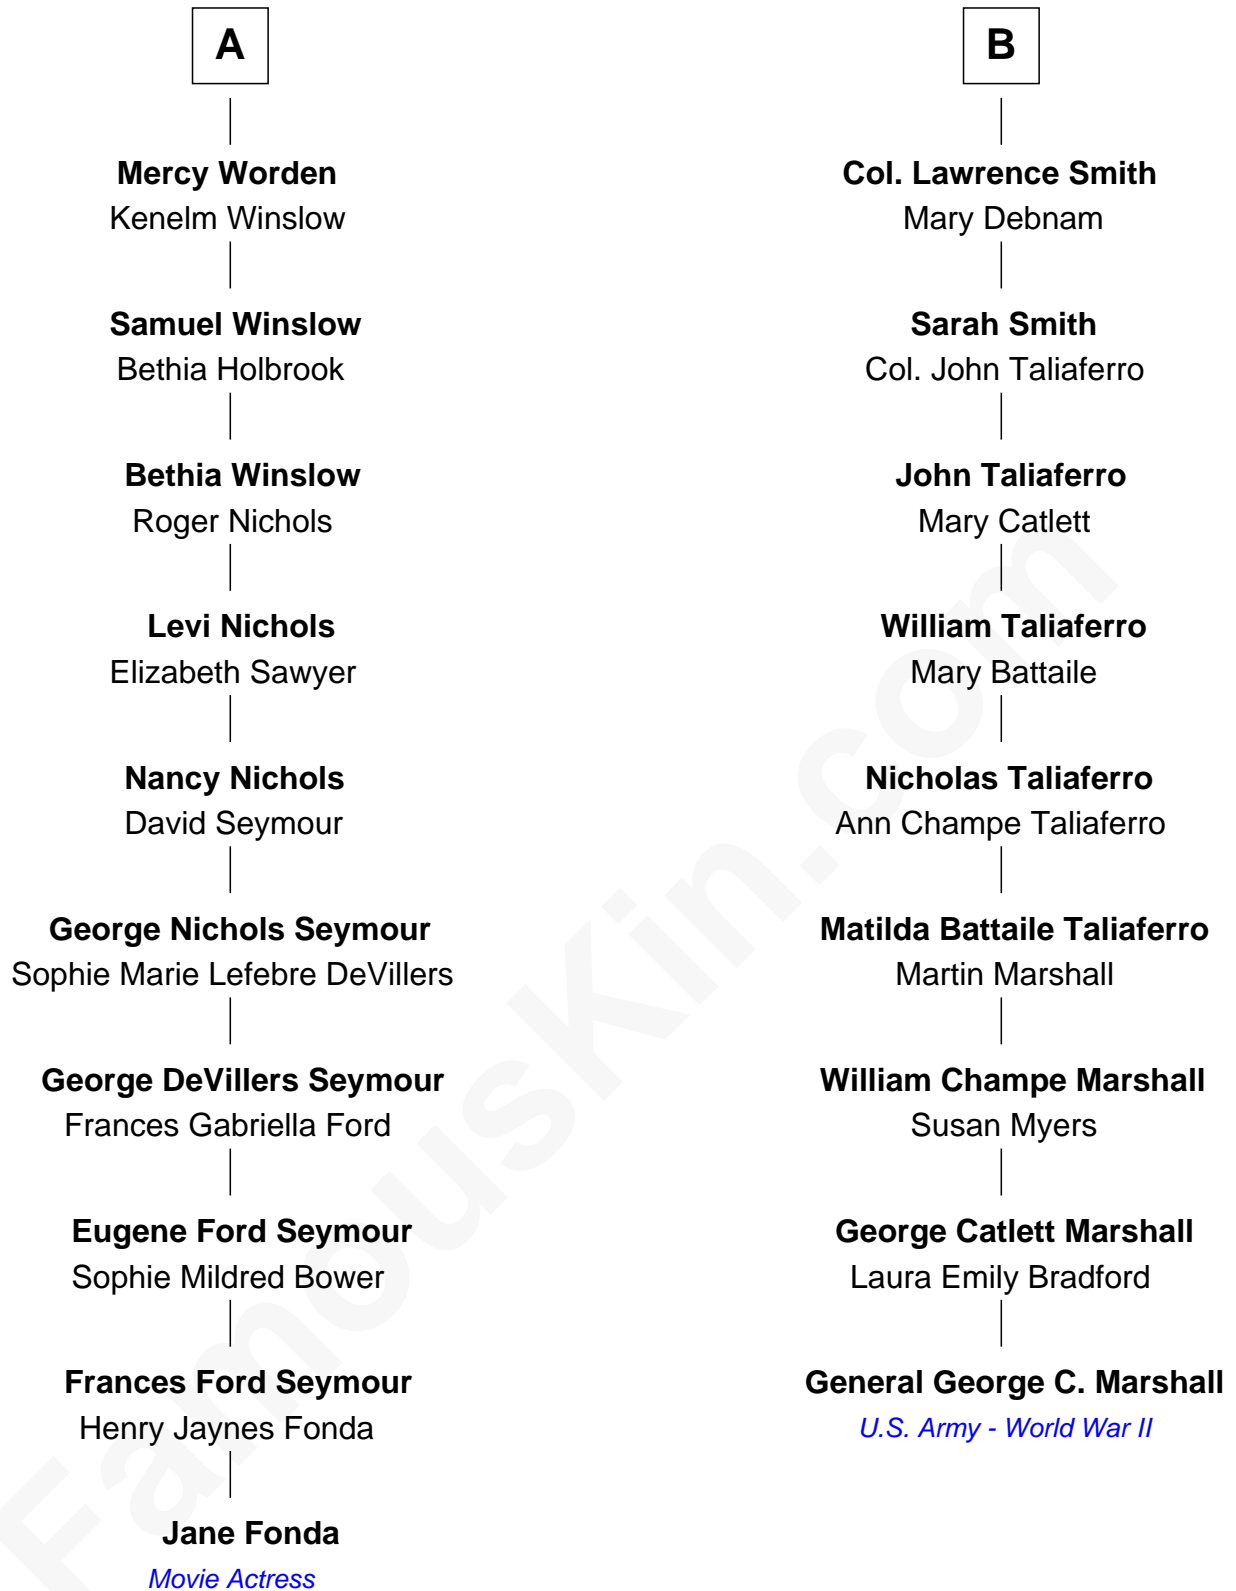 A
Mercy Worden
Kenelm Winslow
Samuel Winslow
Bethia Holbrook
Bethia Winslow
Roger Nichols
Levi Nichols
Elizabeth Sawyer
Nancy Nichols
David Seymour
George Nichols Seymour
Sophie Marie Lefebre DeVillers
George DeVillers Seymour
Frances Gabriella Ford
Eugene Ford Seymour
Sophie Mildred Bower
Frances Ford Seymour
Henry Jaynes Fonda
Jane Fonda
Movie Actress
B
Col. Lawrence Smith
Mary Debnam
Sarah Smith
Col. John Taliaferro
John Taliaferro
Mary Catlett
William Taliaferro
Mary Battaile
Nicholas Taliaferro
Ann Champe Taliaferro
Matilda Battaile Taliaferro
Martin Marshall
William Champe Marshall
Susan Myers
George Catlett Marshall
Laura Emily Bradford
General George C. Marshall
U.S. Army - World War II
FamousKin.com